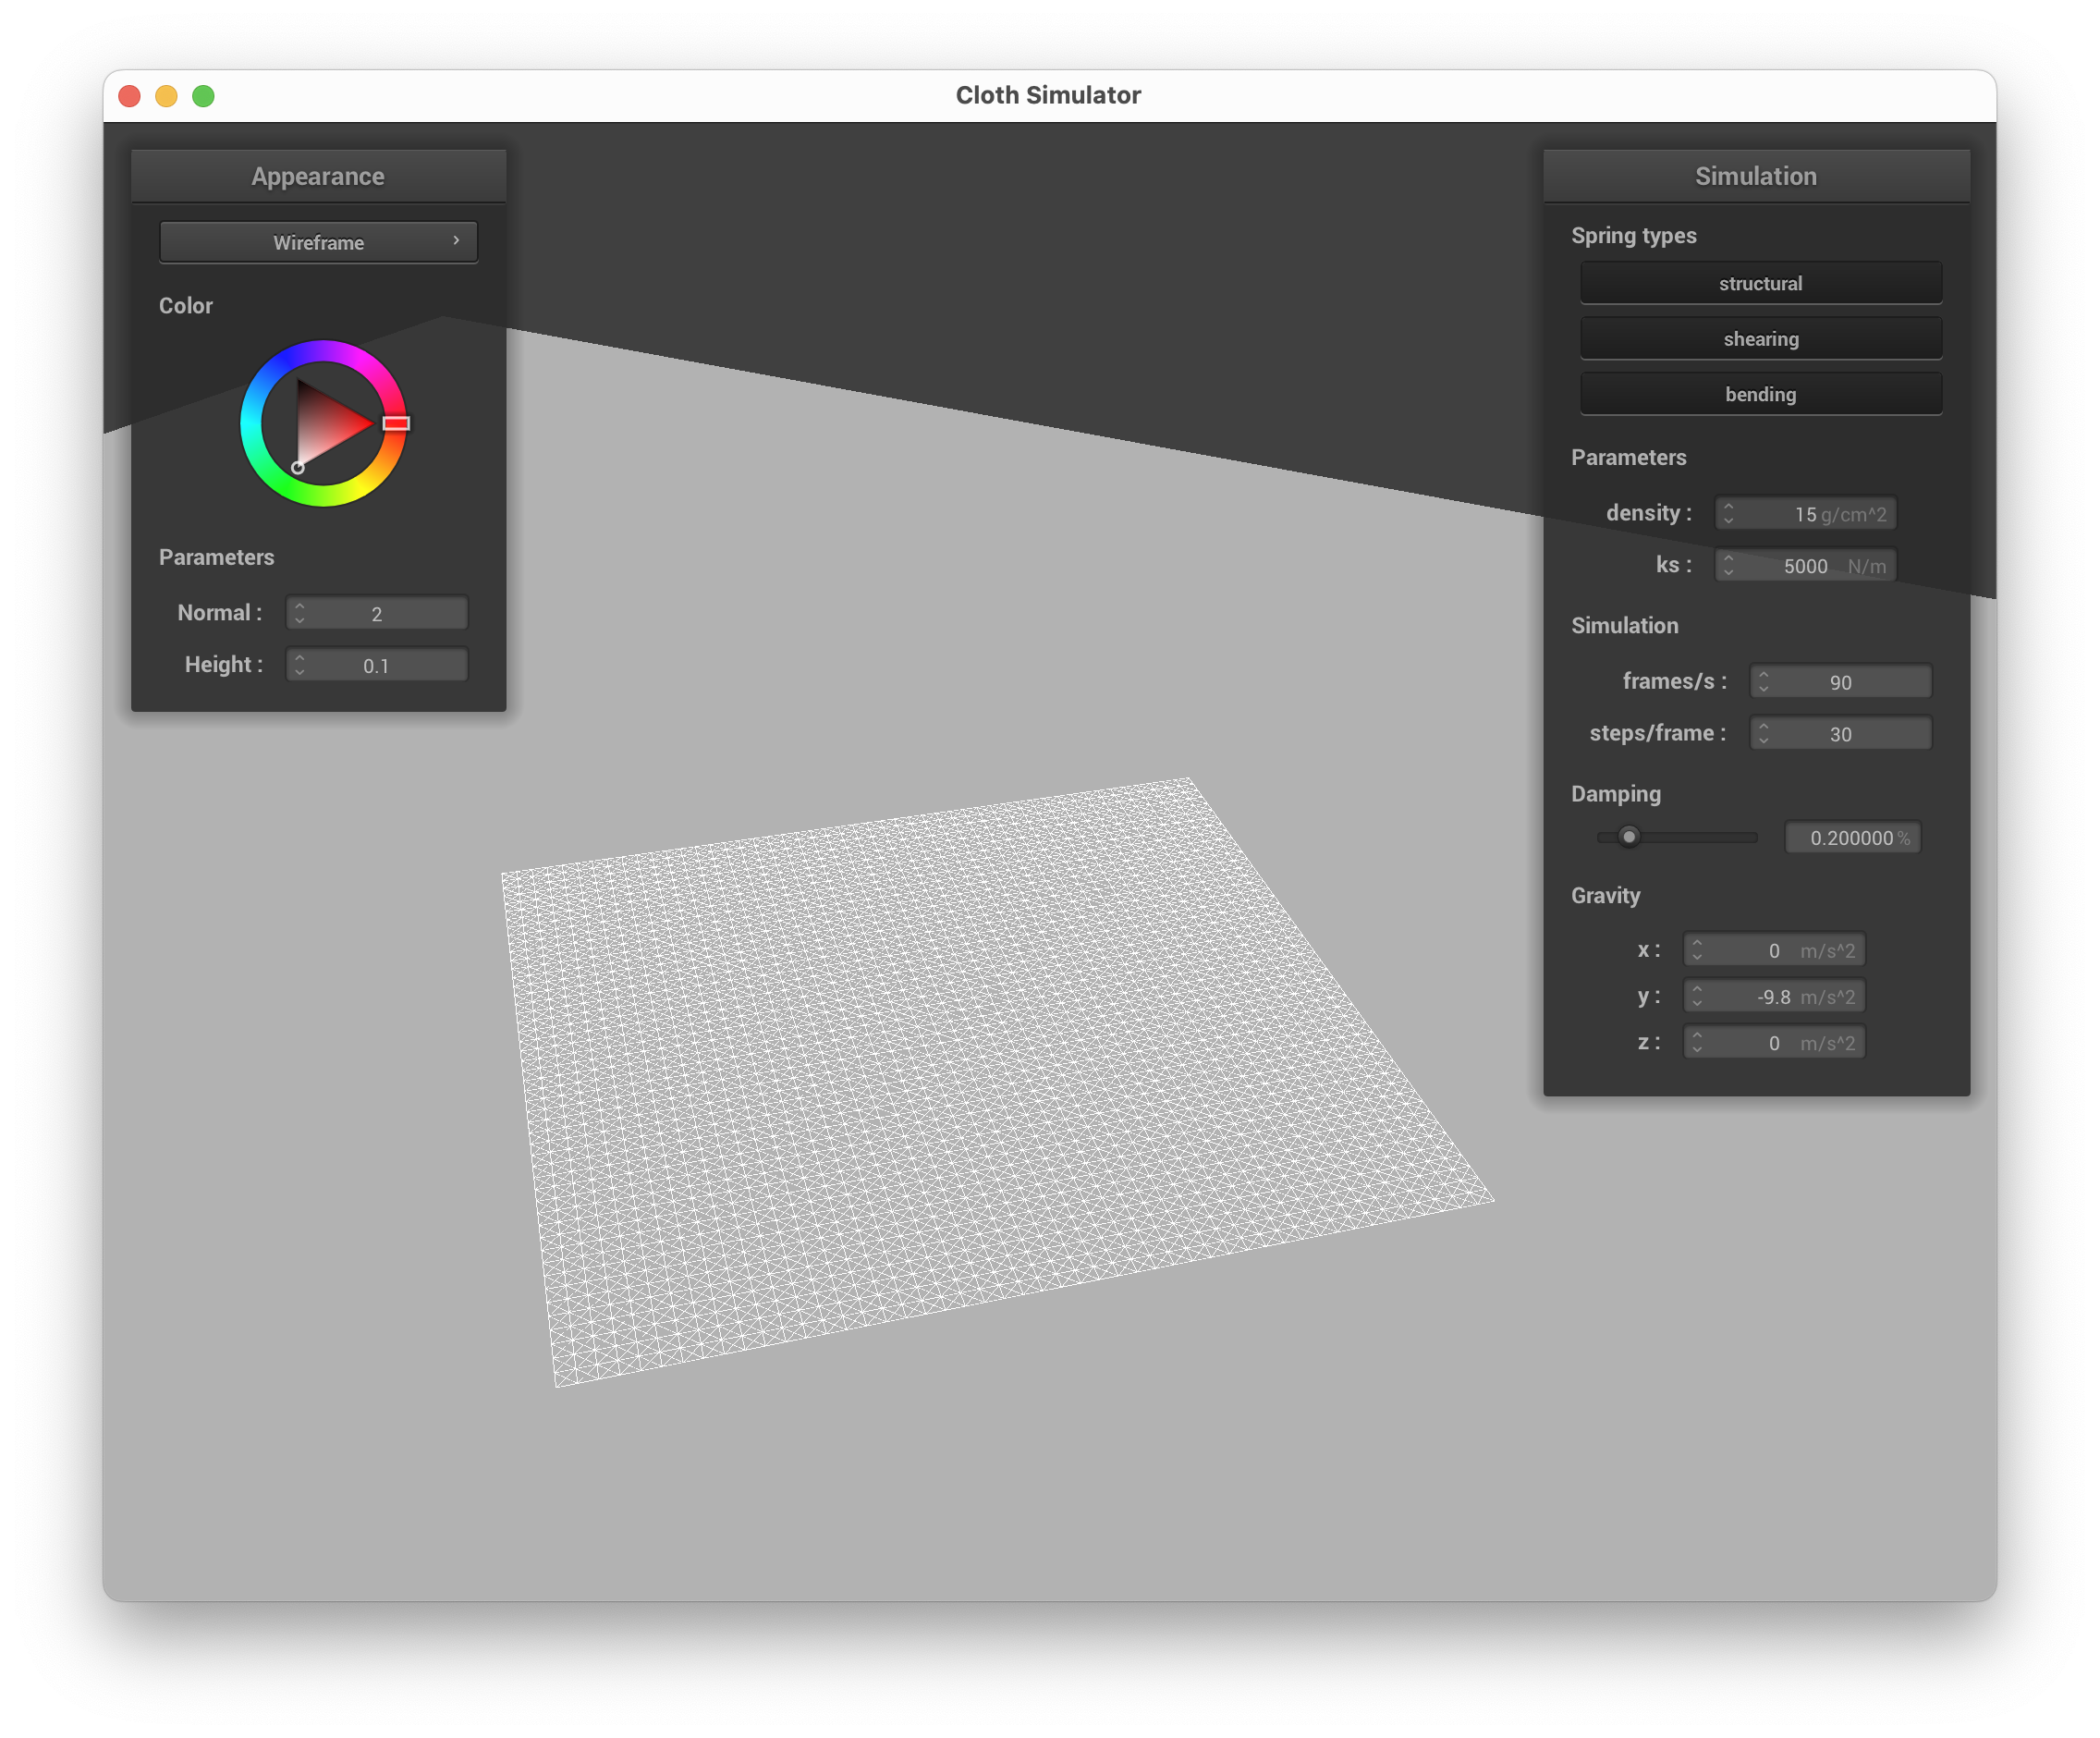 Cloth Simulator
Appearance
Wireframe
Color
Parameters
Normal : 2
Height : 0.1
Simulation
Spring types
structural
shearing
bending
Parameters
density : 15 g/cm^2
ks : 5000 N/m
Simulation
frames/s : 90
steps/frame : 30
Damping
0.200000 %
Gravity
x : 0 m/s^2
y : -9.8 m/s^2
z : 0 m/s^2